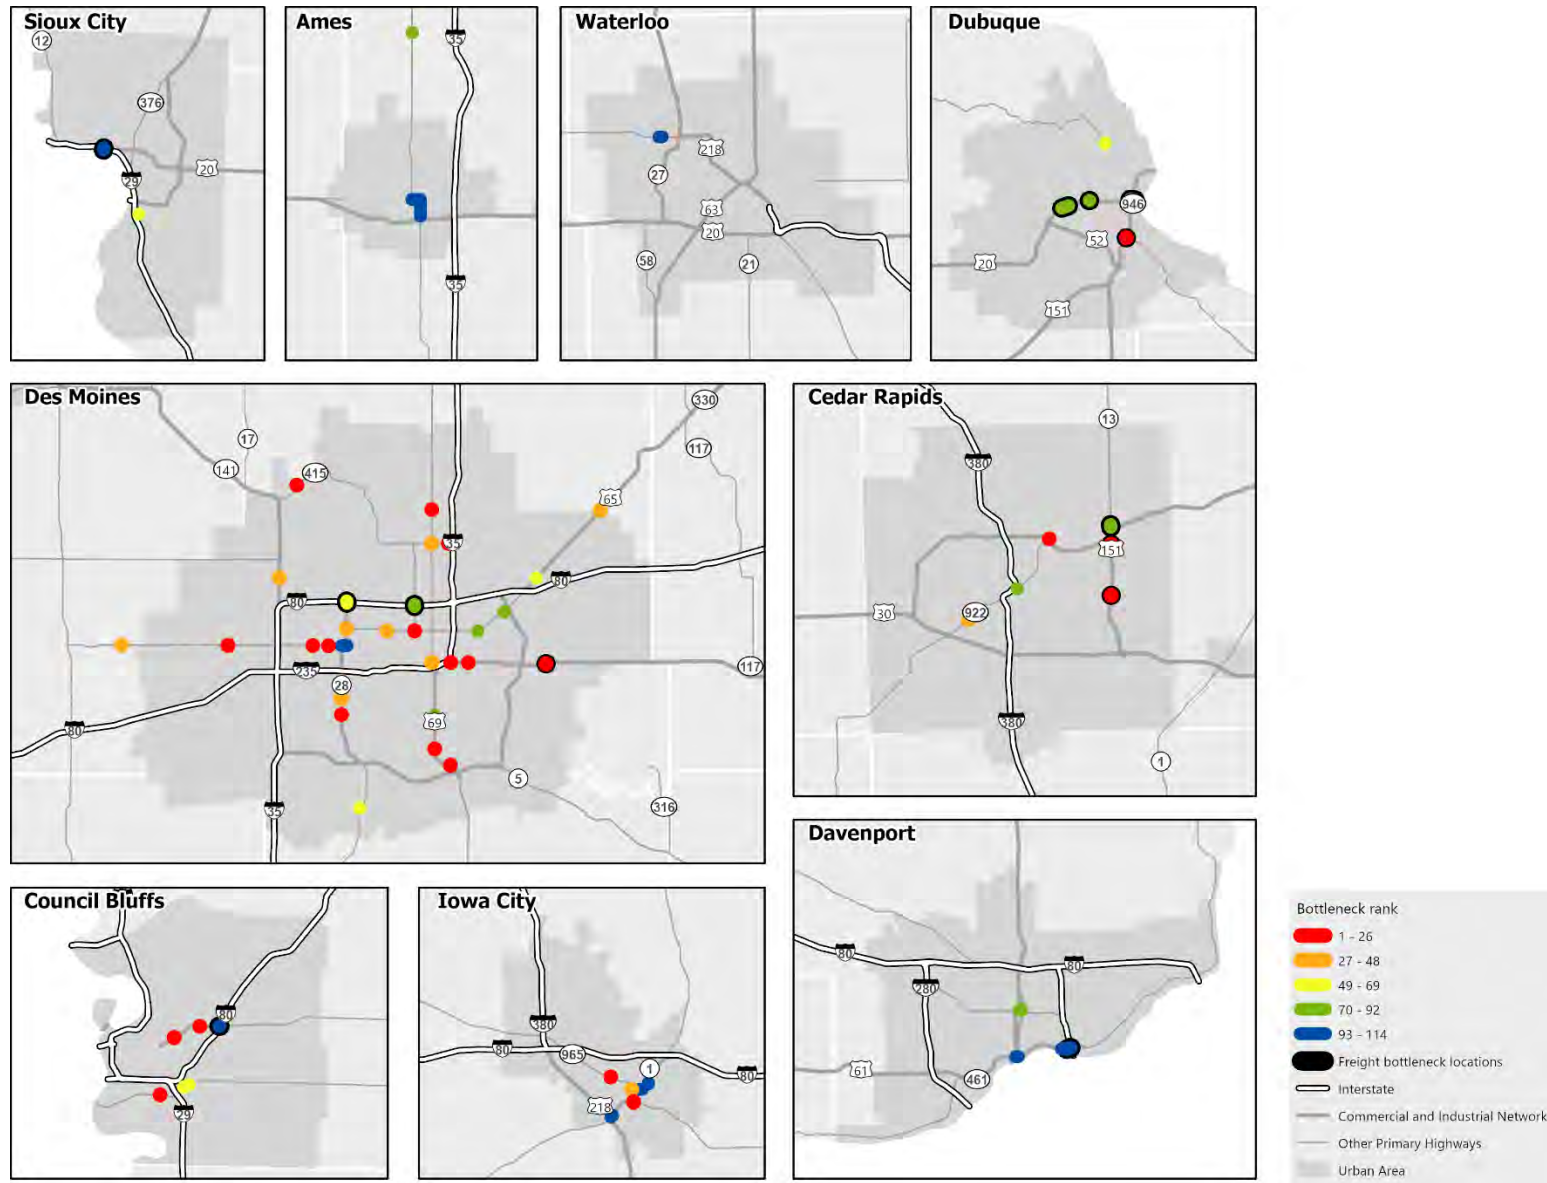 Sioux City
12
376
20
29
Ames
35
35
Waterloo
218
27
63
20
58
21
Dubuque
946
52
20
151
Des Moines
330
17
117
141
415
65
35
80
80
235
117
28
80
69
5
35
316
Cedar Rapids
13
380
151
30
922
380
1
Davenport
80
80
280
61
461
Council Bluffs
80
29
Iowa City
380
80
965
1
80
218
Bottleneck rank
1 - 26
27 - 48
49 - 69
70 - 92
93 - 114
Freight bottleneck locations
Interstate
Commercial and Industrial Network
Other Primary Highways
Urban Area